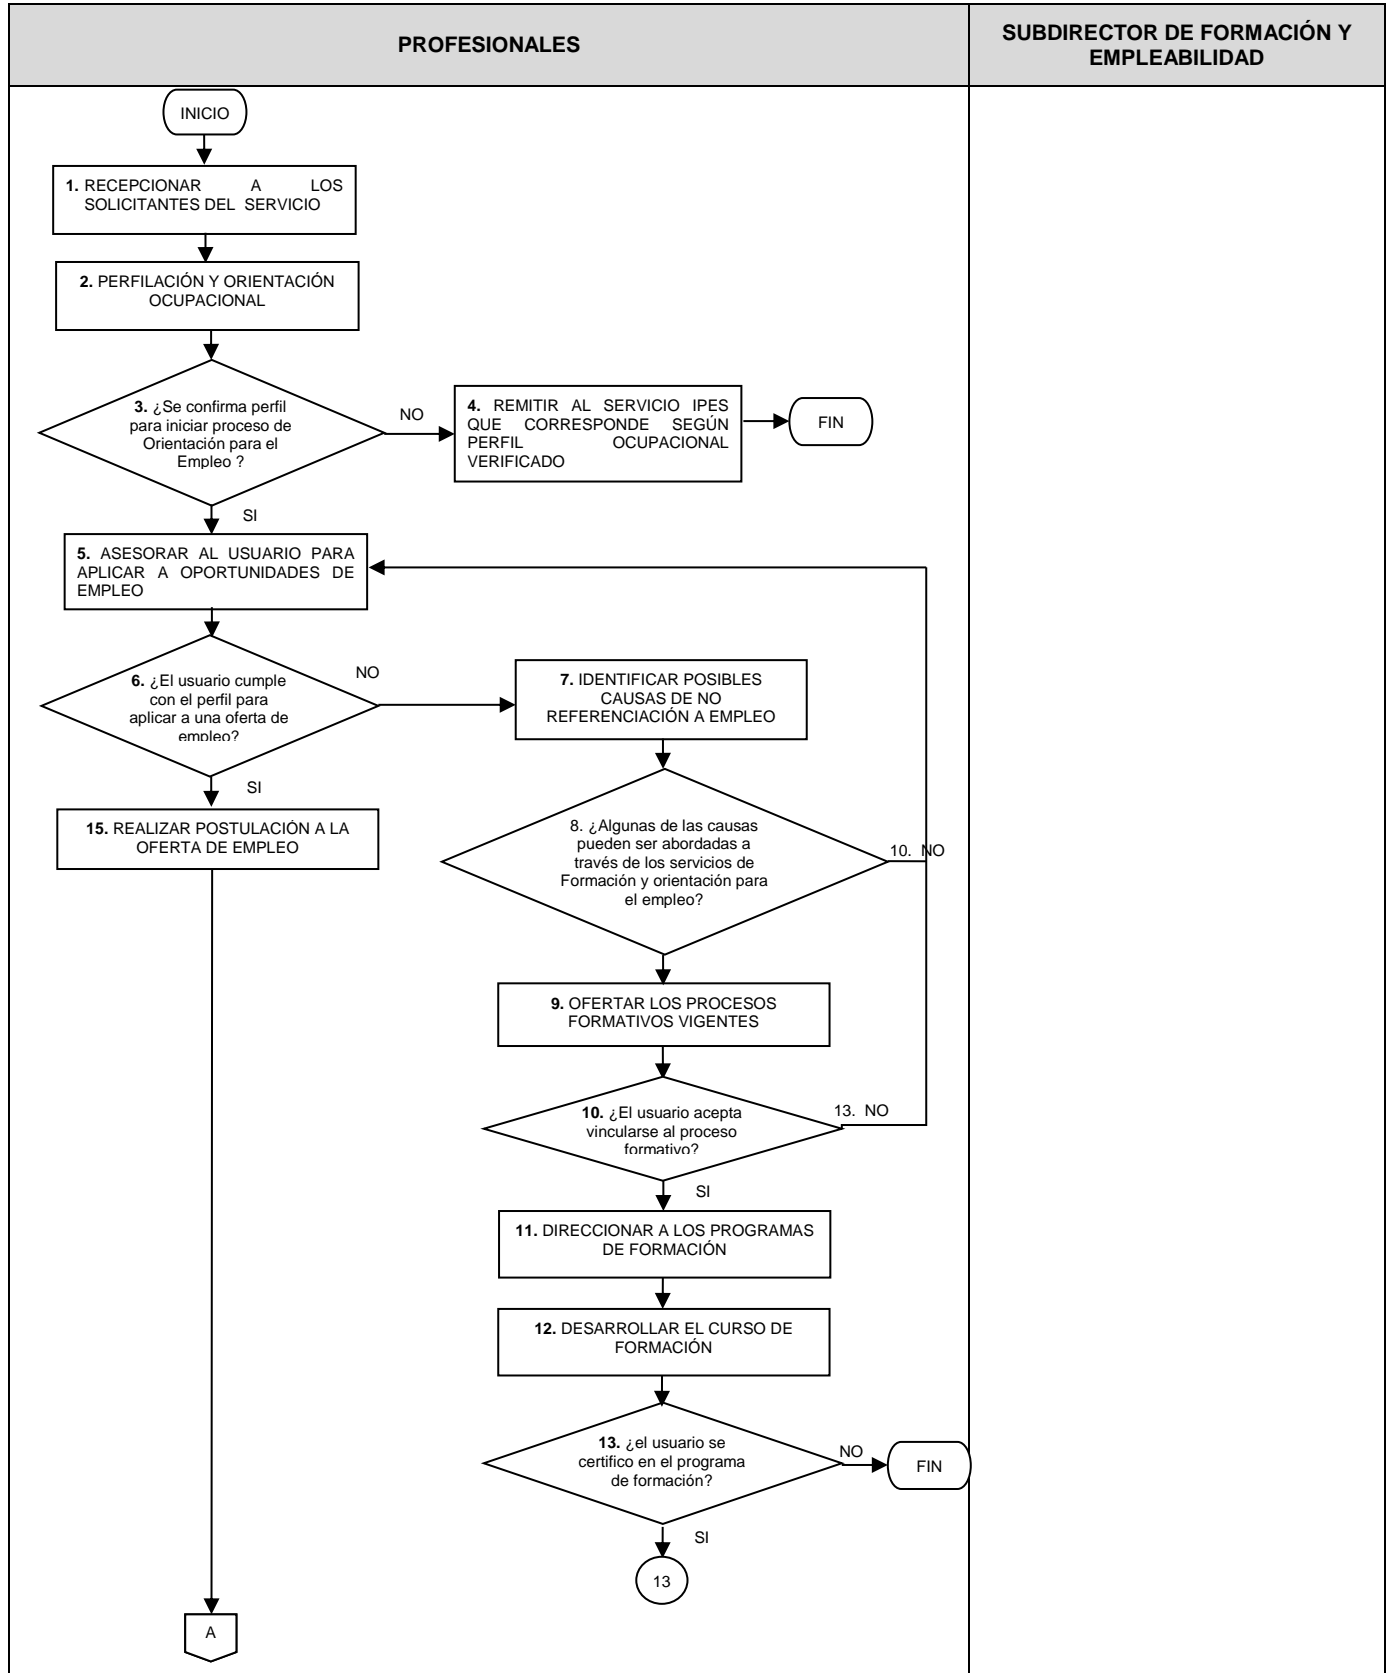 PROFESIONALES
SUBDIRECTOR DE FORMACIÓN Y
EMPLEABILIDAD
INICIO
1. RECEPCIONAR A LOS
SOLICITANTES DEL SERVICIO
2. PERFILACIÓN Y ORIENTACIÓN
OCUPACIONAL
3. ¿Se confirma perfil
para iniciar proceso de
Orientación para el
Empleo ?
NO
4. REMITIR AL SERVICIO IPES
QUE CORRESPONDE SEGÚN
PERFIL OCUPACIONAL
VERIFICADO
FIN
SI
5. ASESORAR AL USUARIO PARA
APLICAR A OPORTUNIDADES DE
EMPLEO
6. ¿El usuario cumple
con el perfil para
aplicar a una oferta de
empleo?
NO
7. IDENTIFICAR POSIBLES
CAUSAS DE NO
REFERENCIACIÓN A EMPLEO
SI
15. REALIZAR POSTULACIÓN A LA
OFERTA DE EMPLEO
8. ¿Algunas de las causas
pueden ser abordadas a
través de los servicios de
Formación y orientación para
el empleo?
10. NO
9. OFERTAR LOS PROCESOS
FORMATIVOS VIGENTES
10. ¿El usuario acepta
vincularse al proceso
formativo?
13. NO
SI
11. DIRECCIONAR A LOS PROGRAMAS
DE FORMACIÓN
12. DESARROLLAR EL CURSO DE
FORMACIÓN
13. ¿el usuario se
certifico en el programa
de formación?
NO
FIN
SI
13
A